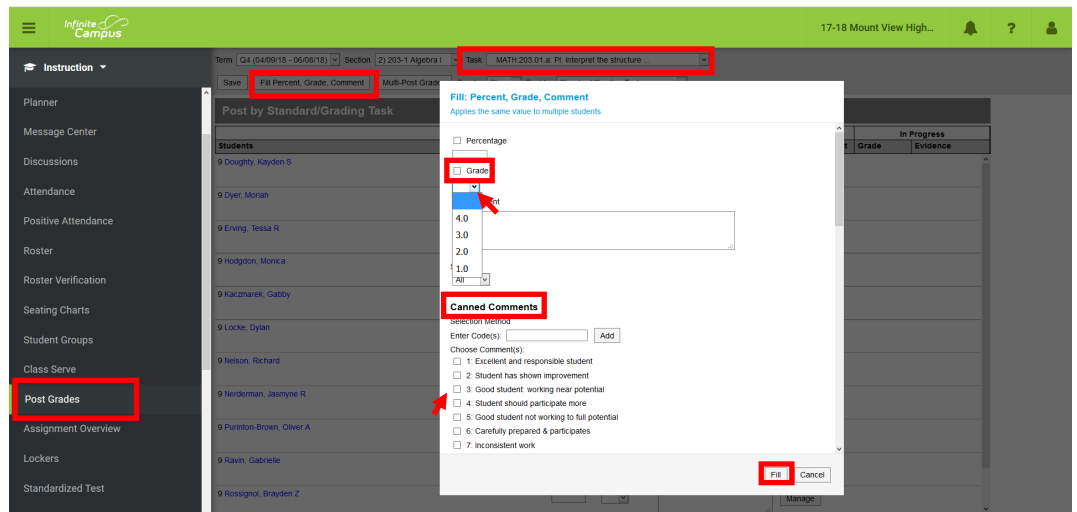 Infinite Campus
17-18 Mount View High...
?
Instruction
Planner
Message Center
Discussions
Attendance
Positive Attendance
Roster
Roster Verification
Seating Charts
Student Groups
Class Serve
Post Grades
Assignment Overview
Lockers
Standardized Test
Term Q4 (04/09/18 - 06/08/18) Section 2) 203-1 Algebra I Task MATH:203.01.a: PI: Interpret the structure ...
Save Fill Percent, Grade, Comment Multi-Post Grade
Post by Standard/Grading Task
In Progress
Students Grade Evidence
9 Doughty, Kayden S
9 Dyer, Moriah
9 Erving, Tessa R
9 Hodgdon, Monica
9 Kaczmarek, Gabby
9 Locke, Dylan
9 Nelson, Richard
9 Nerderman, Jasmyne R
9 Purinton-Brown, Oliver A
9 Ravin, Gabrielle
9 Rossignol, Brayden Z
Manage
Fill: Percent, Grade, Comment
Applies the same value to multiple students
Percentage
Grade
4.0
3.0
2.0
1.0
All
Canned Comments
Selection Method
Enter Code(s): Add
Choose Comment(s):
1: Excellent and responsible student
2: Student has shown improvement
3: Good student: working near potential
4: Student should participate more
5: Good student not working to full potential
6: Carefully prepared & participates
7: Inconsistent work
Fill Cancel